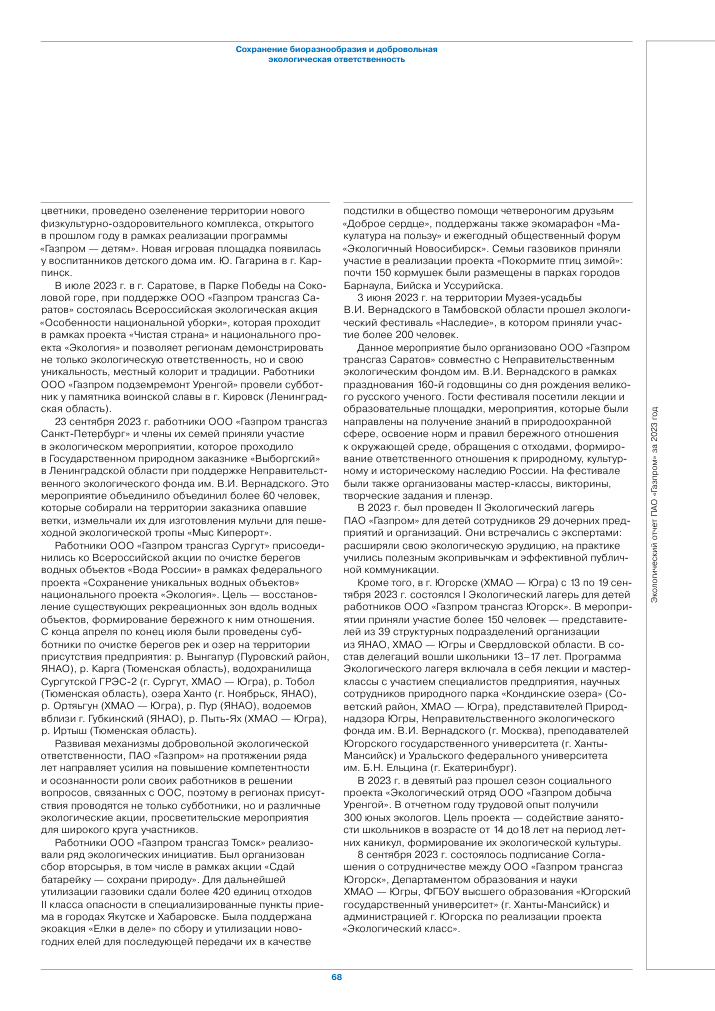 Сохранение биоразнообразия и добровольная
экологическая ответственность
цветники, проведено озеленение территории нового
физкультурно-оздоровительного комплекса, открытого
в прошлом году в рамках реализации программы
«Газпром — детям». Новая игровая площадка появилась
у воспитанников детского дома им. Ю. Гагарина в г. Кар-
пинск.
В июле 2023 г. в г. Саратове, в Парке Победы на Соко-
ловой горе, при поддержке ООО «Газпром трансгаз Са-
ратов» состоялась Всероссийская экологическая акция
«Особенности национальной уборки», которая проходит
в рамках проекта «Чистая страна» и национального про-
екта «Экология» и позволяет регионам демонстрировать
не только экологическую ответственность, но и свою
уникальность, местный колорит и традиции. Работники
ООО «Газпром подземремонт Уренгой» провели суббот-
ник у памятника воинской славы в г. Кировск (Ленинград-
ская область).
23 сентября 2023 г. работники ООО «Газпром трансгаз
Санкт-Петербург» и члены их семей приняли участие
в экологическом мероприятии, которое проходило
в Государственном природном заказнике «Выборгский»
в Ленинградской области при поддержке Неправительст-
венного экологического фонда им. В.И. Вернадского. Это
мероприятие объединило объединил более 60 человек,
которые собирали на территории заказника опавшие
ветки, измельчали их для изготовления мульчи для пеше-
ходной экологической тропы «Мыс Киперорт».
Работники ООО «Газпром трансгаз Сургут» присоеди-
нились ко Всероссийской акции по очистке берегов
водных объектов «Вода России» в рамках федерального
проекта «Сохранение уникальных водных объектов»
национального проекта «Экология». Цель — восстанов-
ление существующих рекреационных зон вдоль водных
объектов, формирование бережного к ним отношения.
С конца апреля по конец июля были проведены суб-
ботники по очистке берегов рек и озер на территории
присутствия предприятия: р. Вынгапур (Пуровский район,
ЯНАО), р. Карга (Тюменская область), водохранилища
Сургутской ГРЭС-2 (г. Сургут, ХМАО — Югра), р. Тобол
(Тюменская область), озера Ханто (г. Ноябрьск, ЯНАО),
р. Ортяъгун (ХМАО — Югра), р. Пур (ЯНАО), водоемов
вблизи г. Губкинский (ЯНАО), р. Пыть-Ях (ХМАО — Югра),
р. Иртыш (Тюменская область).
Развивая механизмы добровольной экологической
ответственности, ПАО «Газпром» на протяжении ряда
лет направляет усилия на повышение компетентности
и осознанности роли своих работников в решении
вопросов, связанных с ООС, поэтому в регионах присут-
ствия проводятся не только субботники, но и различные
экологические акции, просветительские мероприятия
для широкого круга участников.
Работники ООО «Газпром трансгаз Томск» реализо-
вали ряд экологических инициатив. Был организован
сбор вторсырья, в том числе в рамках акции «Сдай
батарейку — сохрани природу». Для дальнейшей
утилизации газовики сдали более 420 единиц отходов
II класса опасности в специализированные пункты прие-
ма в городах Якутске и Хабаровске. Была поддержана
экоакция «Елки в деле» по сбору и утилизации ново-
годних елей для последующей передачи их в качестве
подстилки в общество помощи четвероногим друзьям
«Доброе сердце», поддержаны также экомарафон «Ма-
кулатура на пользу» и ежегодный общественный форум
«Экологичный Новосибирск». Семьи газовиков приняли
участие в реализации проекта «Покормите птиц зимой»:
почти 150 кормушек были размещены в парках городов
Барнаула, Бийска и Уссурийска.
3 июня 2023 г. на территории Музея-усадьбы
В.И. Вернадского в Тамбовской области прошел экологи-
ческий фестиваль «Наследие», в котором приняли учас-
тие более 200 человек.
Данное мероприятие было организовано ООО «Газпром
трансгаз Саратов» совместно с Неправительственным
экологическим фондом им. В.И. Вернадского в рамках
празднования 160-й годовщины со дня рождения велико-
го русского ученого. Гости фестиваля посетили лекции и
образовательные площадки, мероприятия, которые были
направлены на получение знаний в природоохранной
сфере, освоение норм и правил бережного отношения
к окружающей среде, обращения с отходами, формиро-
вание ответственного отношения к природному, культур-
ному и историческому наследию России. На фестивале
были также организованы мастер-классы, викторины,
творческие задания и пленэр.
В 2023 г. был проведен II Экологический лагерь
ПАО «Газпром» для детей сотрудников 29 дочерних пред-
приятий и организаций. Они встречались с экспертами:
расширяли свою экологическую эрудицию, на практике
учились полезным экопривычкам и эффективной публич-
ной коммуникации.
Кроме того, в г. Югорске (ХМАО — Югра) с 13 по 19 сен-
тября 2023 г. состоялся I Экологический лагерь для детей
работников ООО «Газпром трансгаз Югорск». В меропри-
ятии приняли участие более 150 человек — представите-
лей из 39 структурных подразделений организации
из ЯНАО, ХМАО — Югры и Свердловской области. В со-
став делегаций вошли школьники 13–17 лет. Программа
Экологического лагеря включала в себя лекции и мастер-
классы с участием специалистов предприятия, научных
сотрудников природного парка «Кондинские озера» (Со-
ветский район, ХМАО — Югра), представителей Природ-
надзора Югры, Неправительственного экологического
фонда им. В.И. Вернадского (г. Москва), преподавателей
Югорского государственного университета (г. Ханты-
Мансийск) и Уральского федерального университета
им. Б.Н. Ельцина (г. Екатеринбург).
В 2023 г. в девятый раз прошел сезон социального
проекта «Экологический отряд ООО «Газпром добыча
Уренгой». В отчетном году трудовой опыт получили
300 юных экологов. Цель проекта — содействие занято-
сти школьников в возрасте от 14 до 18 лет на период лет-
них каникул, формирование их экологической культуры.
8 сентября 2023 г. состоялось подписание Согла-
шения о сотрудничестве между ООО «Газпром трансгаз
Югорск», Департаментом образования и науки
ХМАО — Югры, ФГБОУ высшего образования «Югорский
государственный университет» (г. Ханты-Мансийск) и
администрацией г. Югорска по реализации проекта
«Экологический класс».
Экологический отчет ПАО «Газпром» за 2023 год
68